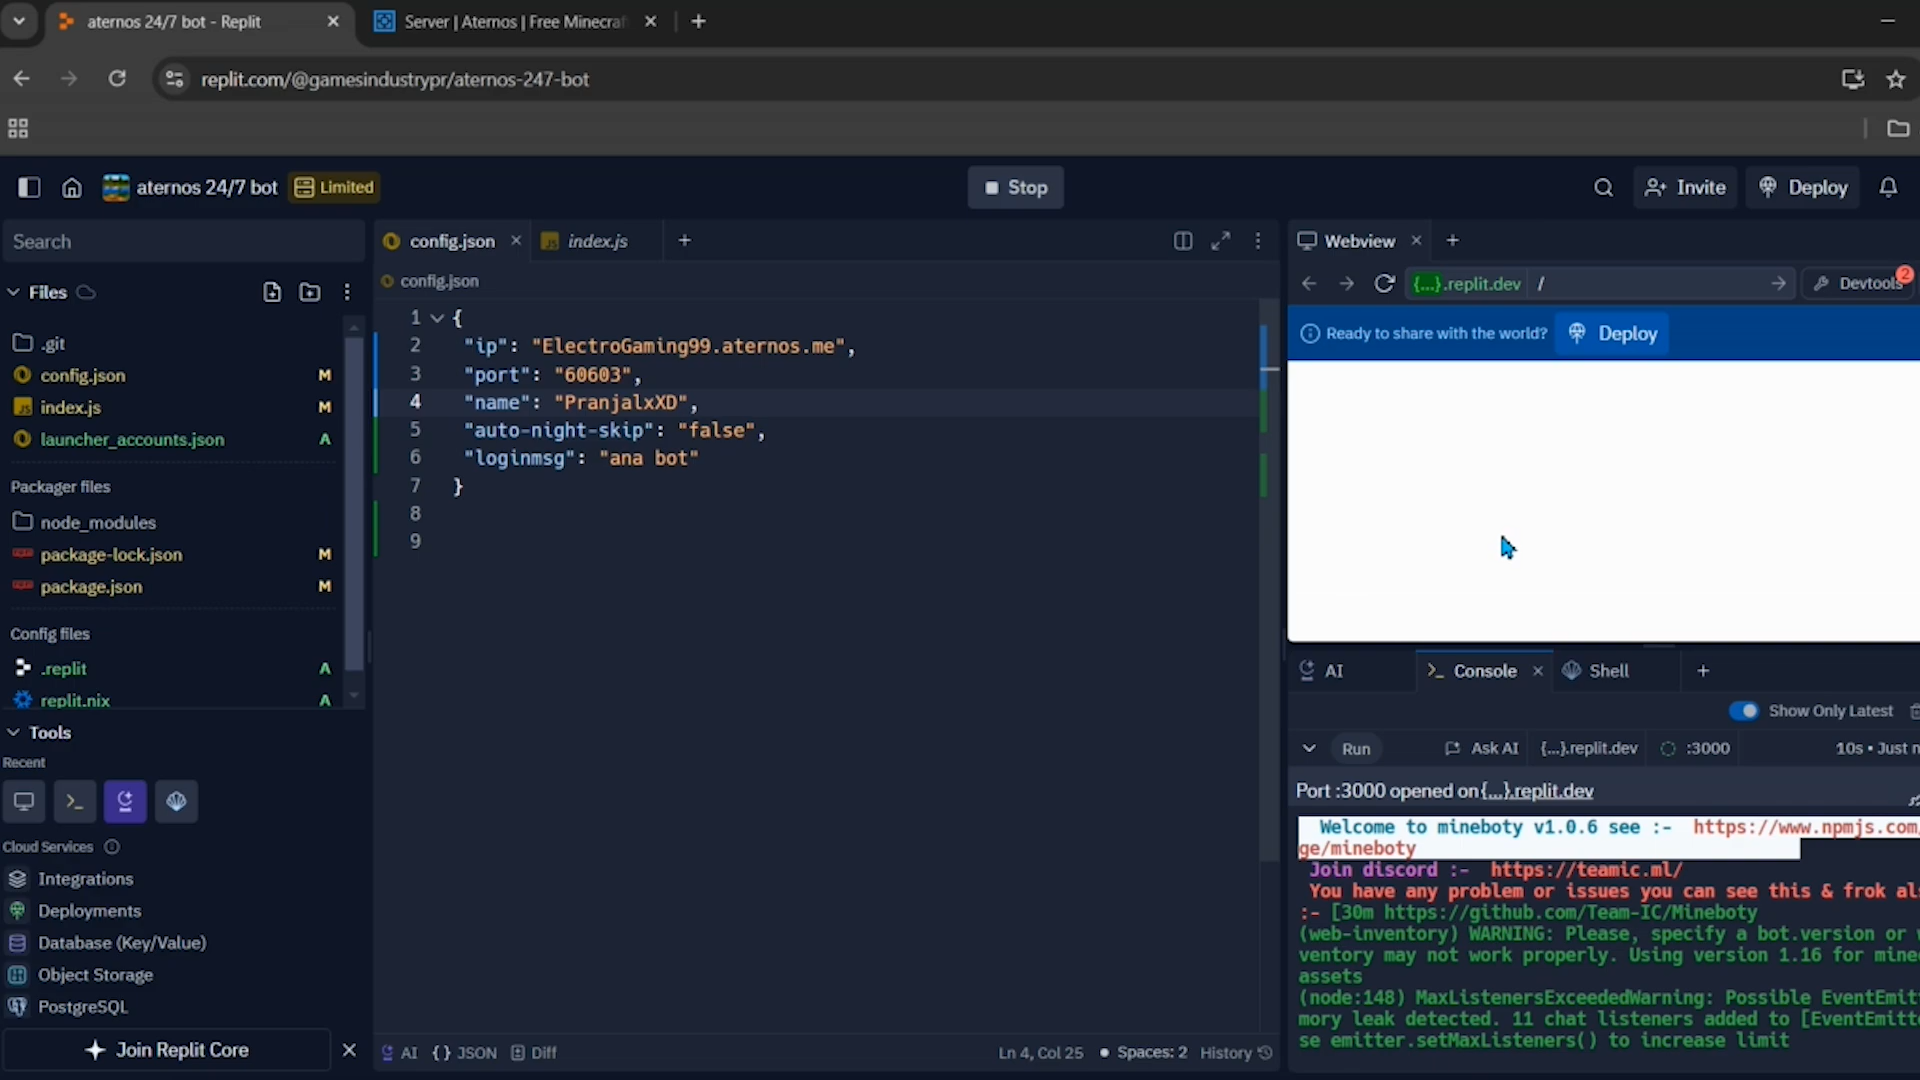 aternos 24/7 bot - Replit
Server | Aternos | Free Minecraf
replit.com/@gamesindustrypr/aternos-247-bot
aternos 24/7 bot
Limited
Stop
Invite
Deploy
Search
config.json
index.js
Webview
Files
config.json
{...}.replit.dev
/
Devtools
2
.git
config.json M
index.js M
launcher_accounts.json A
Packager files
node_modules
package-lock.json M
package.json M
Config files
.replit A
replit.nix A
Tools
Recent
Cloud Services
Integrations
Deployments
Database (Key/Value)
Object Storage
PostgreSQL
Join Replit Core
1 {
2 "ip": "ElectroGaming99.aternos.me",
3 "port": "60603",
4 "name": "PranjalxXD",
5 "auto-night-skip": "false",
6 "loginmsg": "ana bot"
7 }
8
9
AI
{} JSON
Diff
Ln 4, Col 25
Spaces: 2
History
Ready to share with the world?
Deploy
AI
Console
Shell
Show Only Latest
Run
Ask AI
{...}.replit.dev
:3000
10s • Just
Port :3000 opened on {...}.replit.dev
Welcome to mineboty v1.0.6 see :- https://www.npmjs.com
ge/mineboty
Join discord :- https://teamic.ml/
You have any problem or issues you can see this & frok al
:- [30m https://github.com/Team-IC/Mineboty
(web-inventory) WARNING: Please, specify a bot.version or
ventory may not work properly. Using version 1.16 for mine
assets
(node:148) MaxListenersExceededWarning: Possible EventEmit
mory leak detected. 11 chat listeners added to [EventEmitt
se emitter.setMaxListeners() to increase limit